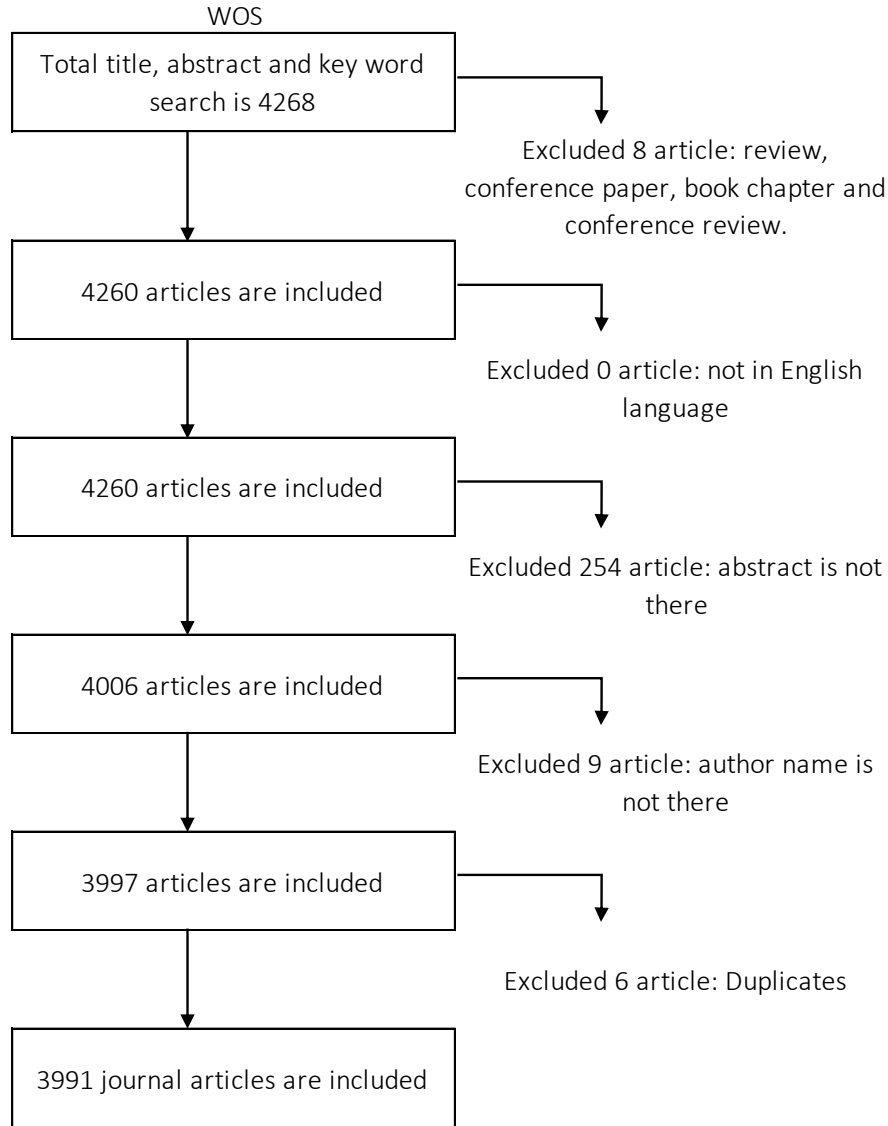 WOS
Total title, abstract and key word
search is 4268
Excluded 8 article: review,
conference paper, book chapter and
conference review.
4260 articles are included
Excluded 0 article: not in English
language
4260 articles are included
Excluded 254 article: abstract is not
there
4006 articles are included
Excluded 9 article: author name is
not there
3997 articles are included
Excluded 6 article: Duplicates
3991 journal articles are included